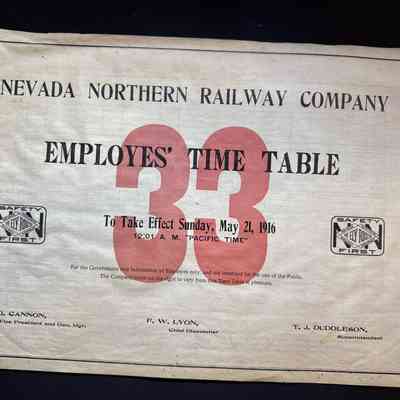 NEVADA NORTHERN RAILWAY COMPANY
33
EMPLOYES' TIME TABLE
To Take Effect Sunday, May 21, 1916
12:01 A. M. "PACIFIC TIME"
SAFETY
FIRST
SAFETY
FIRST
For the Government and Information of Employes only, and not intended for the use of the Public.
The Company reserves the right to vary from this Time Table at pleasure.
GANNON,
Vice President and Gen. Mgr.
F. W. LYON,
Chief Dispatcher
T. J. DUDDLESON,
Superintendent